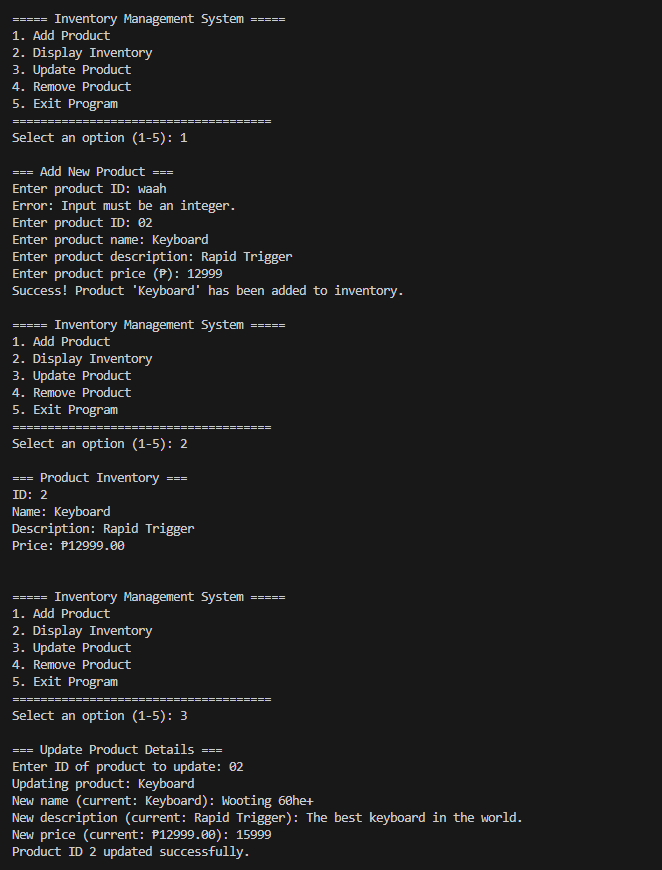 ===== Inventory Management System =====
1. Add Product
2. Display Inventory
3. Update Product
4. Remove Product
5. Exit Program
=====================================
Select an option (1-5): 1
=== Add New Product ===
Enter product ID: waah
Error: Input must be an integer.
Enter product ID: 02
Enter product name: Keyboard
Enter product description: Rapid Trigger
Enter product price (₱): 12999
Success! Product 'Keyboard' has been added to inventory.
===== Inventory Management System =====
1. Add Product
2. Display Inventory
3. Update Product
4. Remove Product
5. Exit Program
=====================================
Select an option (1-5): 2
=== Product Inventory ===
ID: 2
Name: Keyboard
Description: Rapid Trigger
Price: ₱12999.00
===== Inventory Management System =====
1. Add Product
2. Display Inventory
3. Update Product
4. Remove Product
5. Exit Program
=====================================
Select an option (1-5): 3
=== Update Product Details ===
Enter ID of product to update: 02
Updating product: Keyboard
New name (current: Keyboard): Wooting 60he+
New description (current: Rapid Trigger): The best keyboard in the world.
New price (current: ₱12999.00): 15999
Product ID 2 updated successfully.